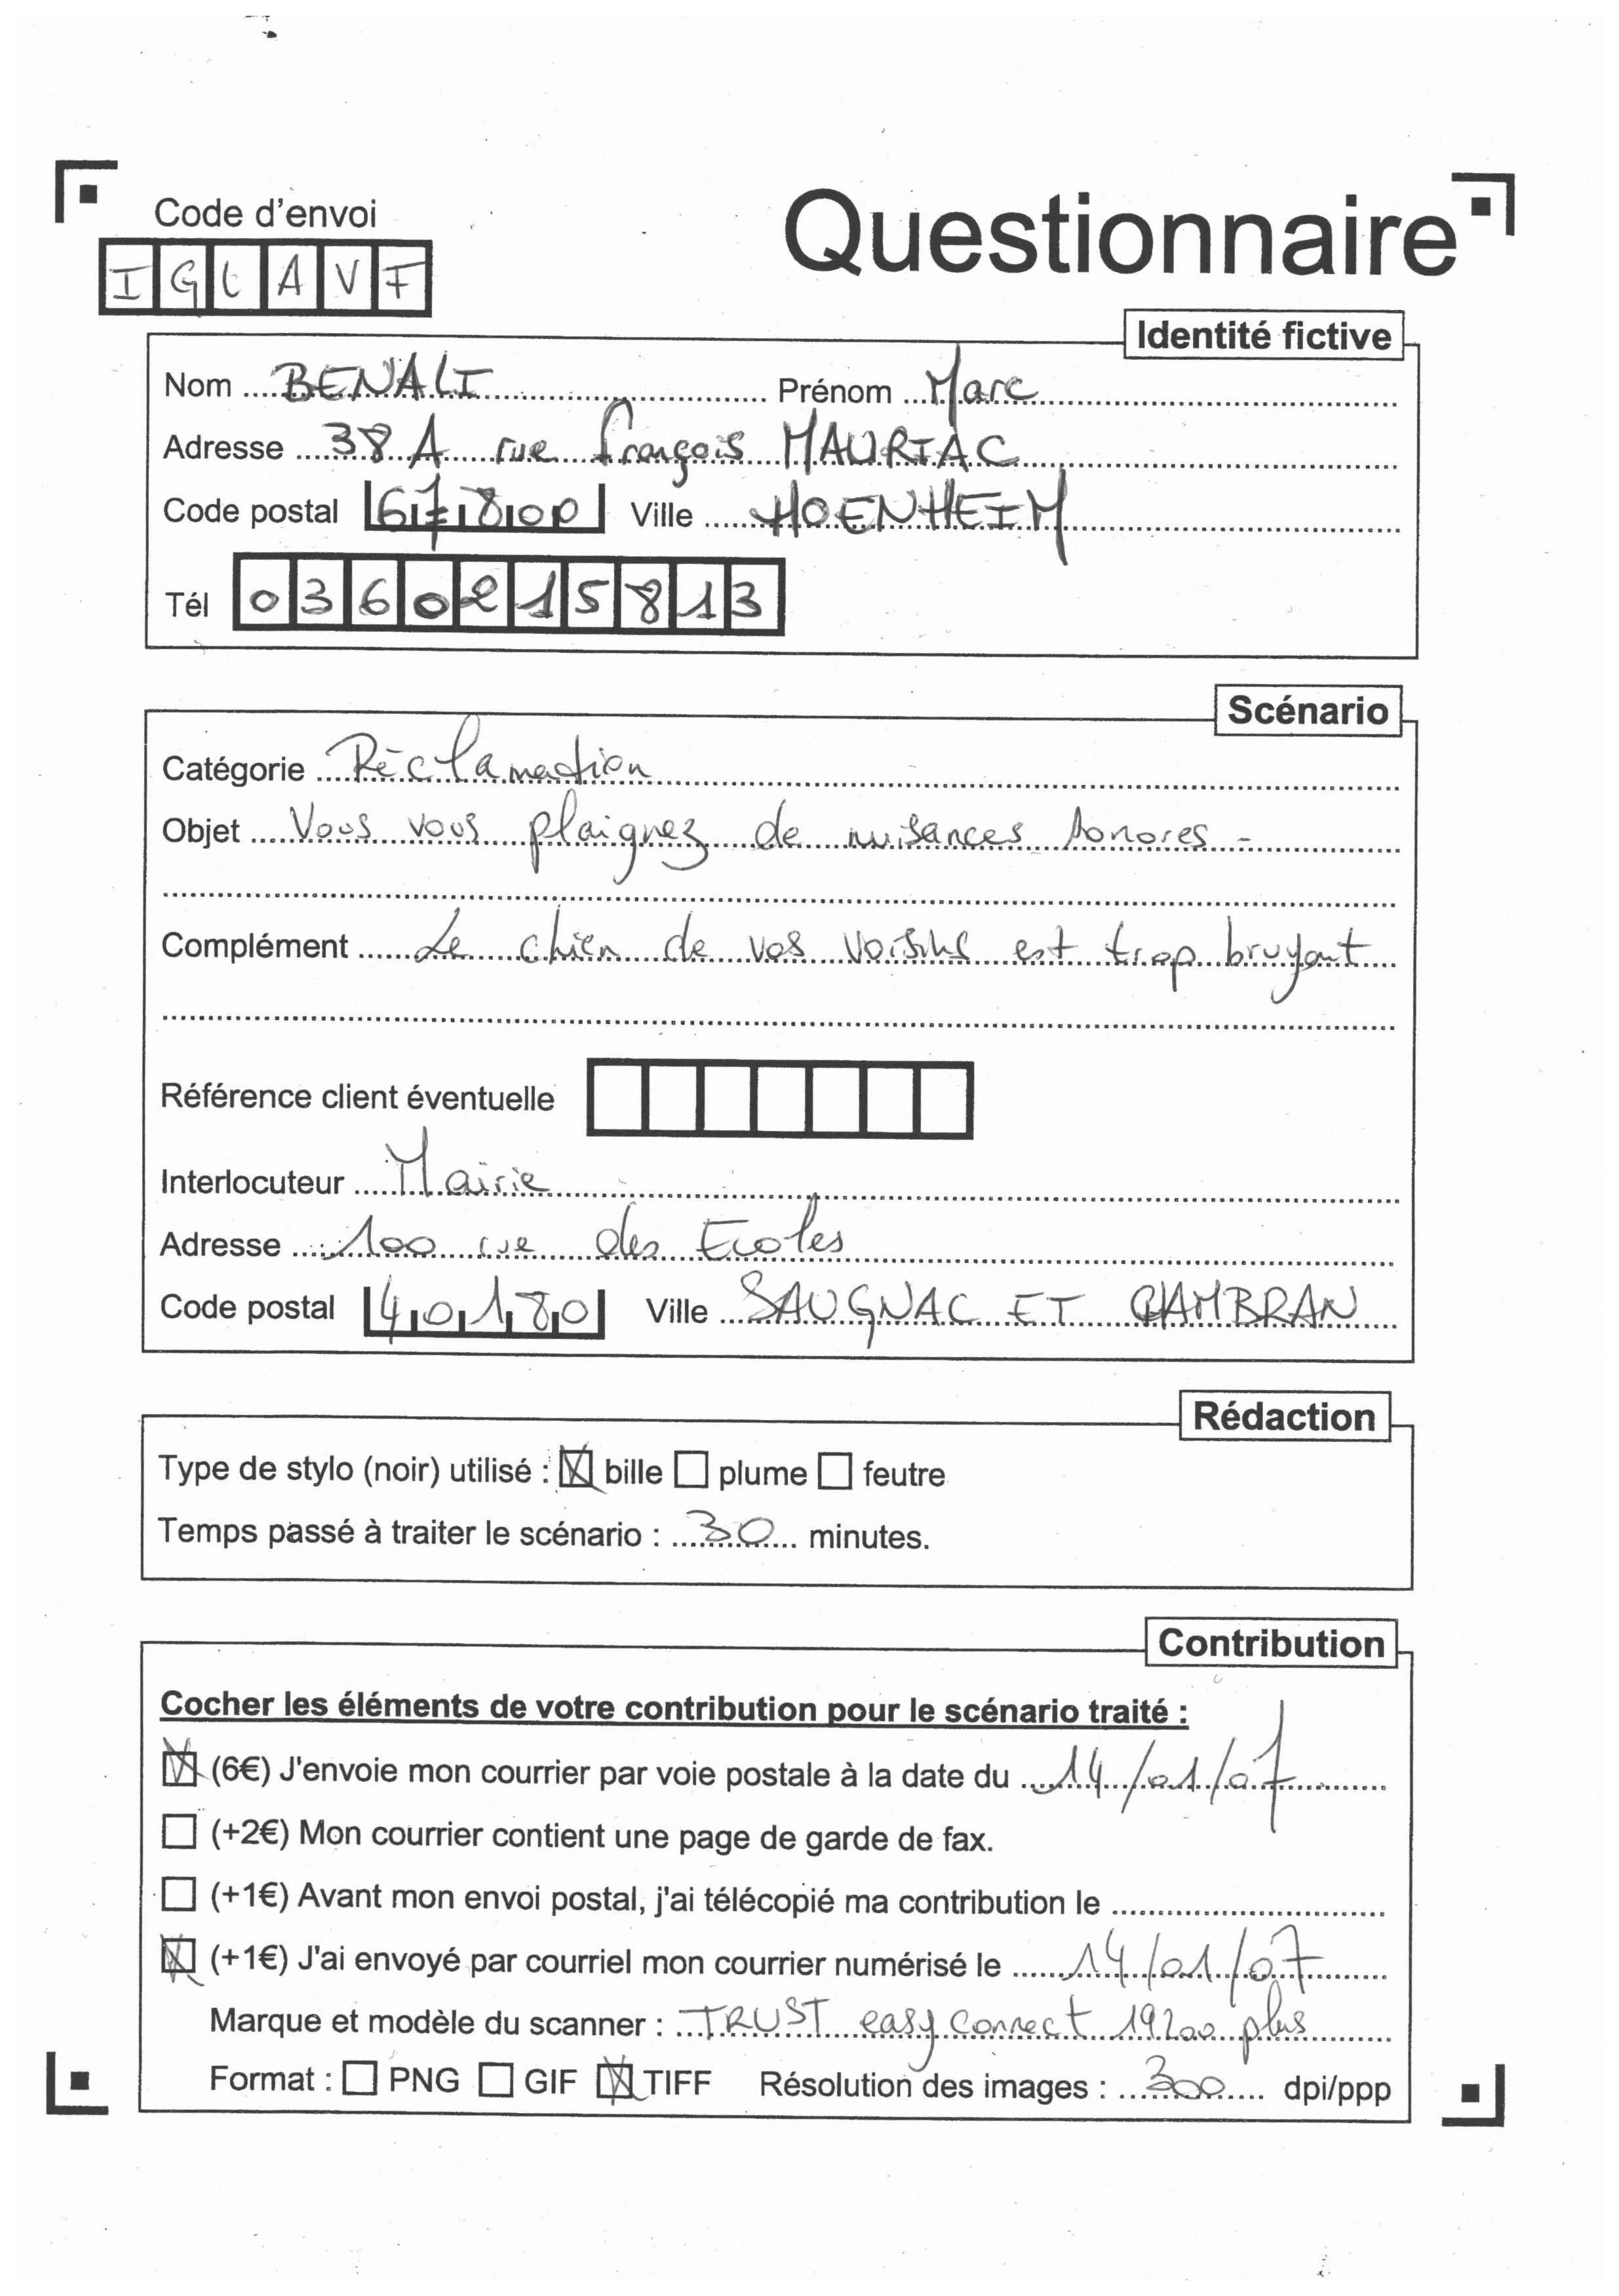 Code d'envoi
Questionnaire
IGLAVF
Identité fictive
Nom BENALI Prénom Marc
Adresse 38 A rue françois MAURIAC
Code postal 67800 Ville HOENHEIM
Tél 0360215813
Scénario
Catégorie Réclamation
Objet Vous vous plaignez de nuisances sonores -
Complément Le chien de vos voisins est trop bruyant
Référence client éventuelle
Interlocuteur Mairie
Adresse 100 rue des Ecoles
Code postal 40180 Ville SAUGNAC ET CAMBRAN
Rédaction
Type de stylo (noir) utilisé : bille plume feutre
Temps passé à traiter le scénario : 30 minutes.
Contribution
Cocher les éléments de votre contribution pour le scénario traité :
(6€) J'envoie mon courrier par voie postale à la date du 14/01/07
(+2€) Mon courrier contient une page de garde de fax.
(+1€) Avant mon envoi postal, j'ai télécopié ma contribution le
(+1€) J'ai envoyé par courriel mon courrier numérisé le 14/01/07
Marque et modèle du scanner : TRUST easy connect 19200 plus
Format : PNG GIF TIFF Résolution des images : 300 dpi/ppp